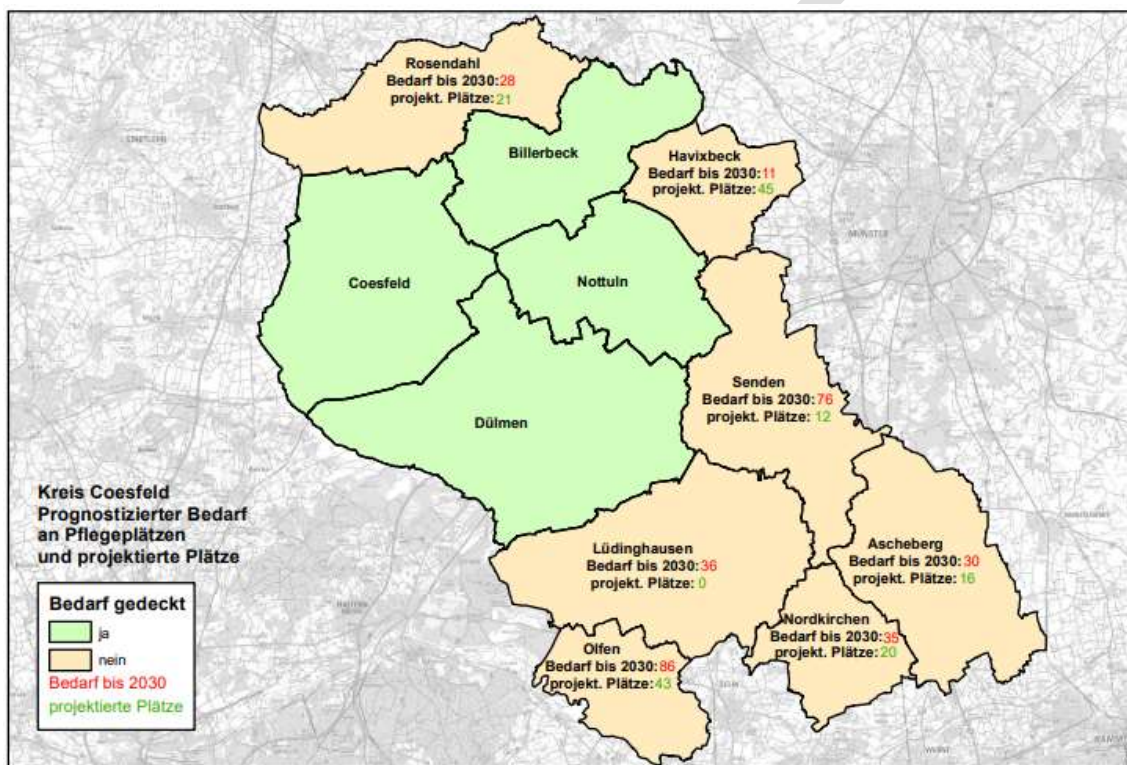 Rosendahl
Bedarf bis 2030:28
projekt. Plätze:21
Billerbeck
Havixbeck
Bedarf bis 2030:11
projekt. Plätze:45
MÜNSTER
Coesfeld
Nottuln
Senden
Bedarf bis 2030:76
projekt. Plätze: 12
Dülmen
Kreis Coesfeld
Prognostizierter Bedarf
an Pflegeplätzen
und projektierte Plätze
Lüdinghausen
Bedarf bis 2030:36
projekt. Plätze: 0
Ascheberg
Bedarf bis 2030:30
projekt. Plätze:16
Nordkirchen
Bedarf bis 2030:35
projekt. Plätze:20
Olfen
Bedarf bis 2030:86
projekt. Plätze:43
Bedarf gedeckt
ja
nein
Bedarf bis 2030
projektierte Plätze